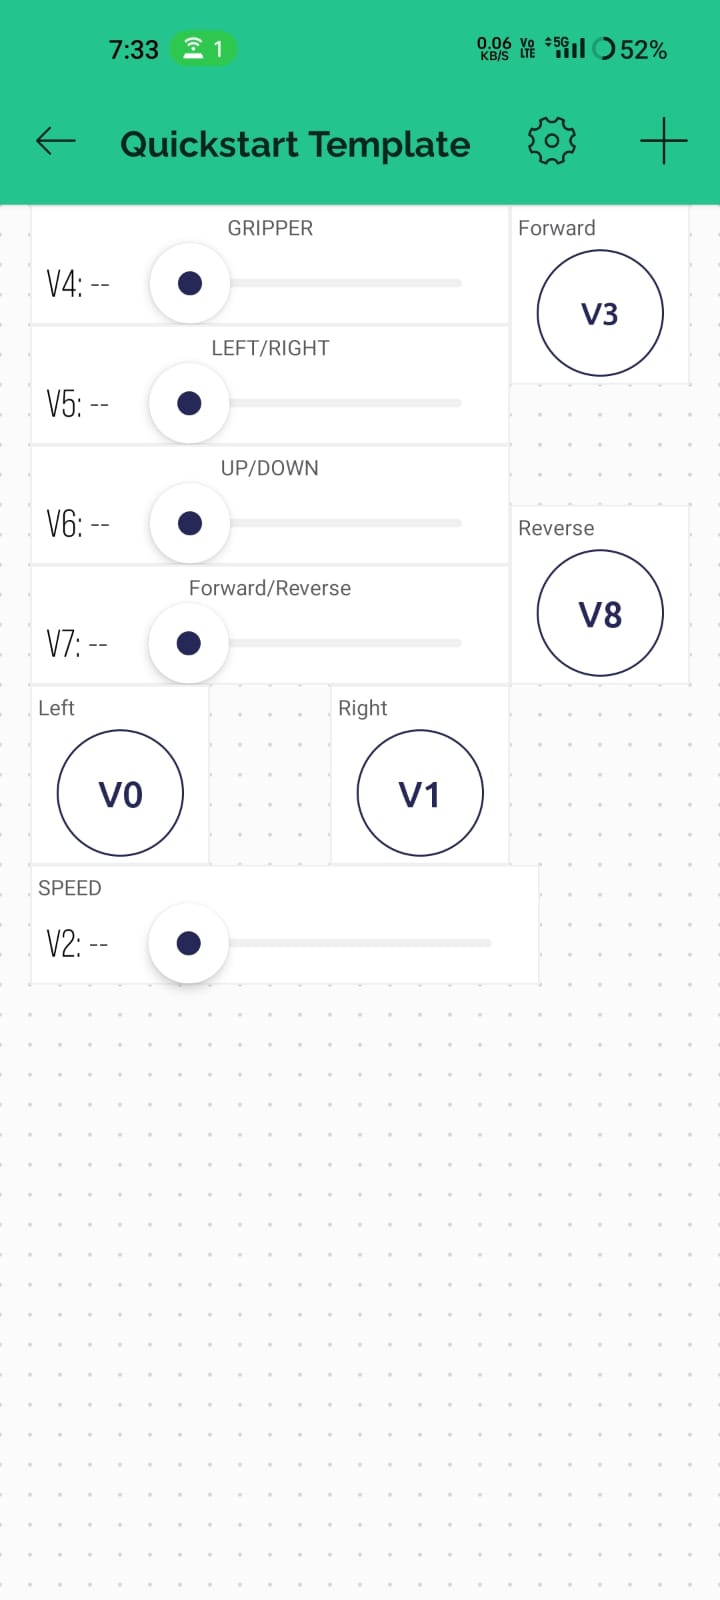 7:33 1 0.06 KB/S Vo LTE 5G 52%
Quickstart Template
GRIPPER
V4: --
Forward
V3
LEFT/RIGHT
V5: --
UP/DOWN
V6: --
Reverse
V8
Forward/Reverse
V7: --
Left
V0
Right
V1
SPEED
V2: --